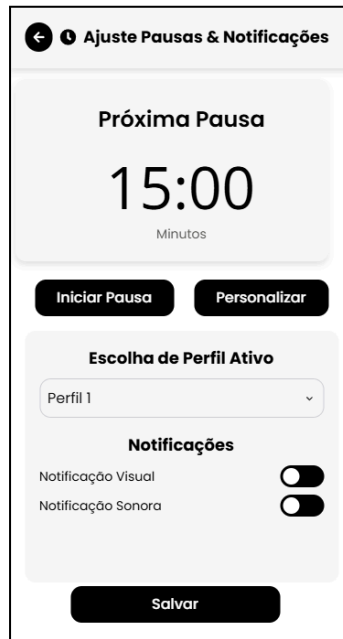 Ajuste Pausas & Notificações
Próxima Pausa
15:00
Minutos
Iniciar Pausa Personalizar
Escolha de Perfil Ativo
Perfil 1
Notificações
Notificação Visual
Notificação Sonora
Salvar